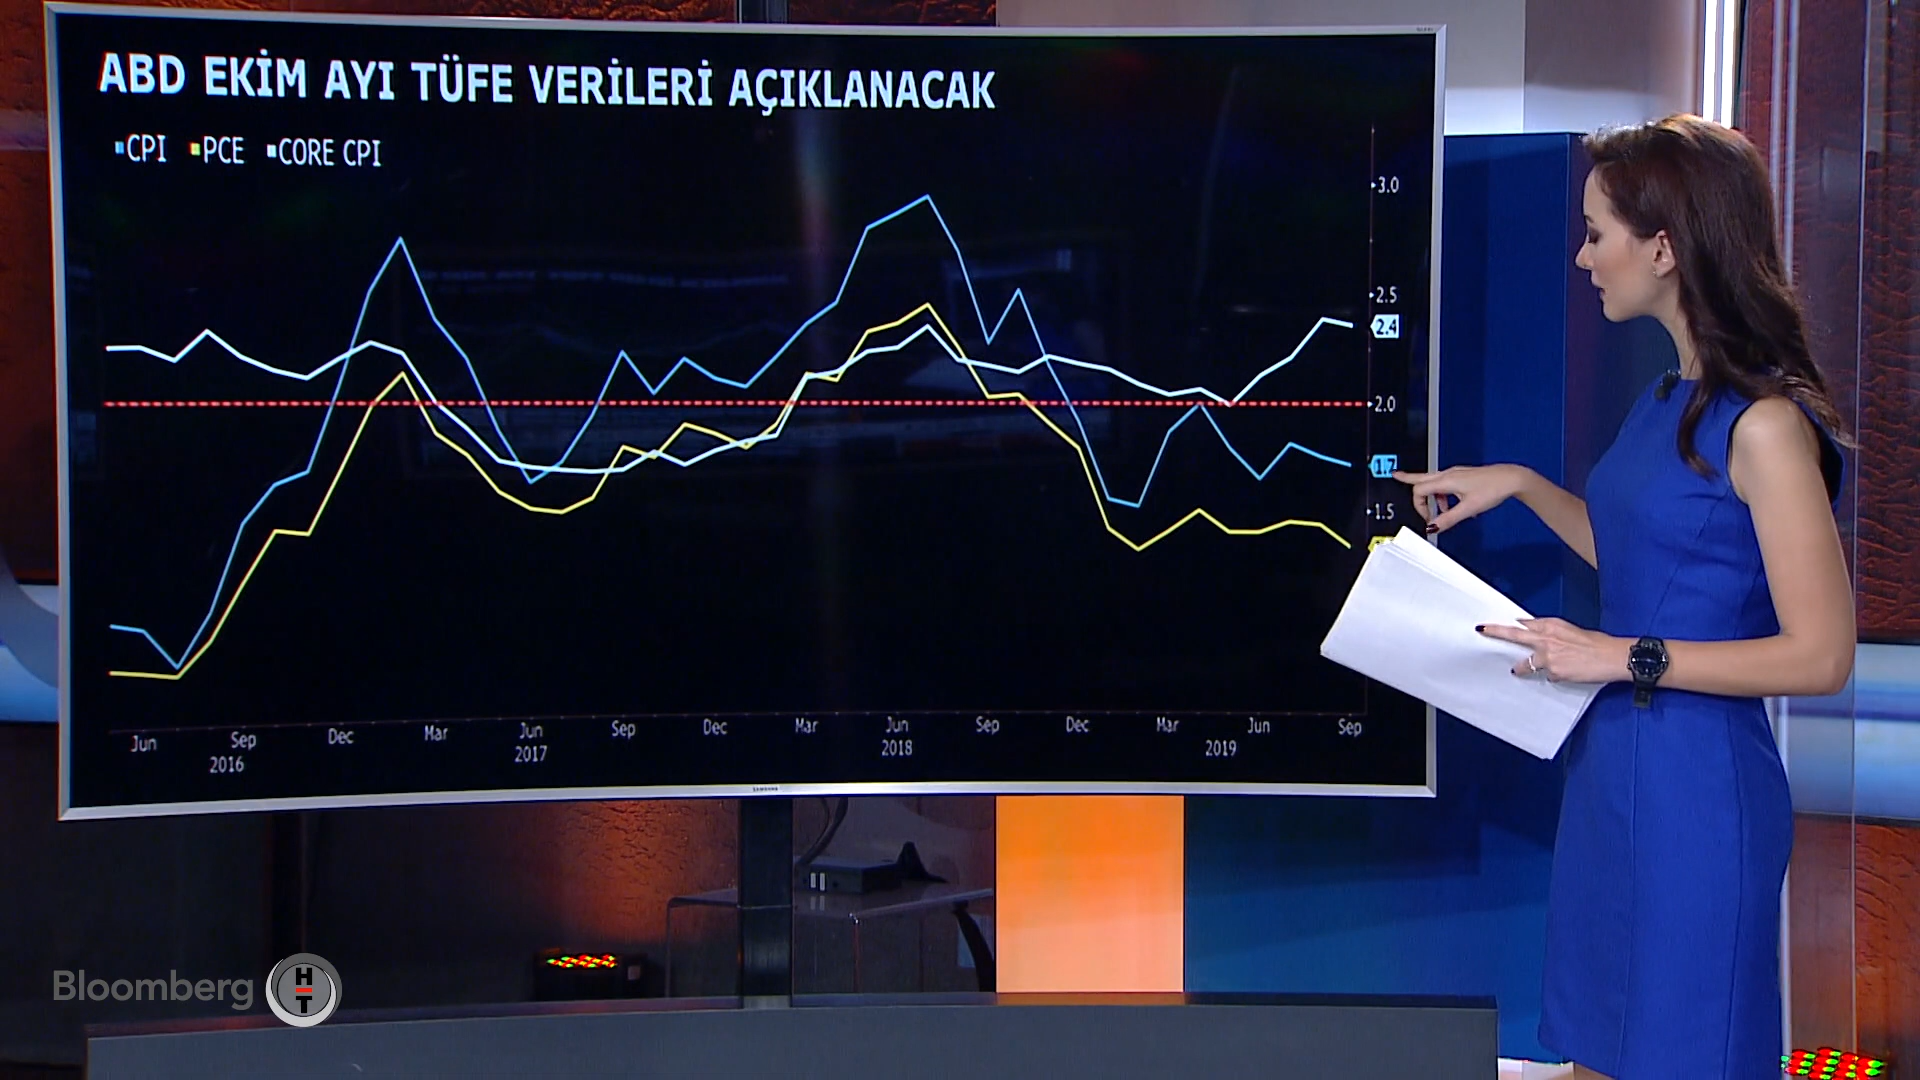 ABD EKİM AYI TÜFE VERİLERİ AÇIKLANACAK
CPI PCE CORE CPI
3.0
2.5
2.4
2.0
1.7
1.5
Jun Sep Dec Mar Jun Sep Dec Mar Jun Sep Dec Mar Jun Sep
2016 2017 2018 2019
SAMSUNG
Bloomberg HT